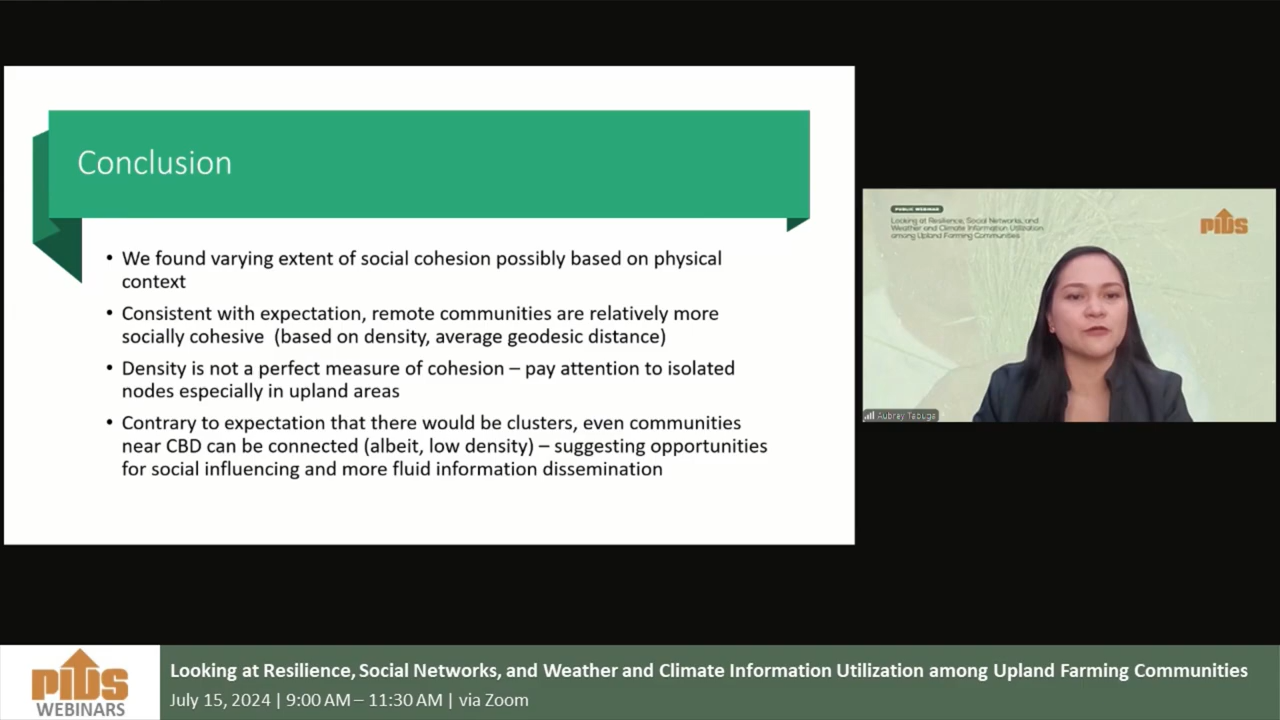 Conclusion
• We found varying extent of social cohesion possibly based on physical
context
• Consistent with expectation, remote communities are relatively more
socially cohesive (based on density, average geodesic distance)
• Density is not a perfect measure of cohesion – pay attention to isolated
nodes especially in upland areas
• Contrary to expectation that there would be clusters, even communities
near CBD can be connected (albeit, low density) – suggesting opportunities
for social influencing and more fluid information dissemination
PUBLIC WEBINAR
Looking at Resilience, Social Networks, and
Weather and Climate Information Utilization
among Upland Farming Communities
PIDS
Aubrey Tabuga
PIDS
WEBINARS
Looking at Resilience, Social Networks, and Weather and Climate Information Utilization among Upland Farming Communities
July 15, 2024 | 9:00 AM – 11:30 AM | via Zoom